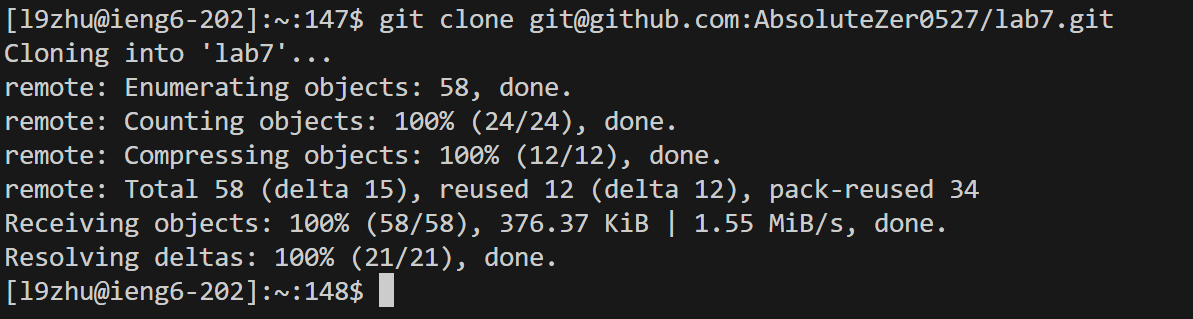 [l9zhu@ieng6-202]:~:147$ git clone git@github.com:AbsoluteZer0527/lab7.git
Cloning into 'lab7'...
remote: Enumerating objects: 58, done.
remote: Counting objects: 100% (24/24), done.
remote: Compressing objects: 100% (12/12), done.
remote: Total 58 (delta 15), reused 12 (delta 12), pack-reused 34
Receiving objects: 100% (58/58), 376.37 KiB | 1.55 MiB/s, done.
Resolving deltas: 100% (21/21), done.
[l9zhu@ieng6-202]:~:148$